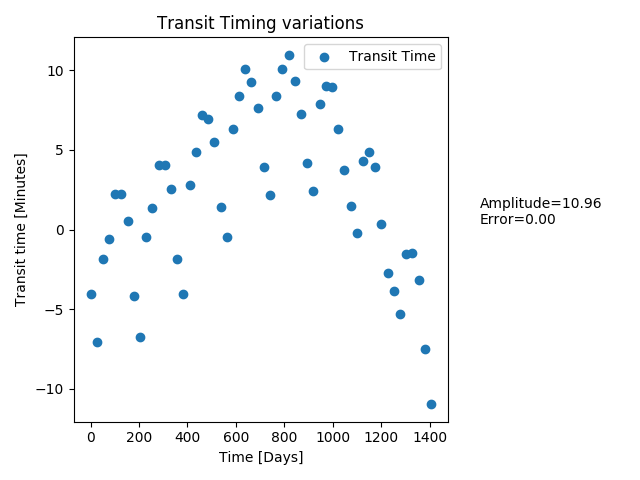 Transit Timing variations
Transit Time
10
5
0
−5
−10
Transit time [Minutes]
0 200 400 600 800 1000 1200 1400
Time [Days]
Amplitude=10.96
Error=0.00